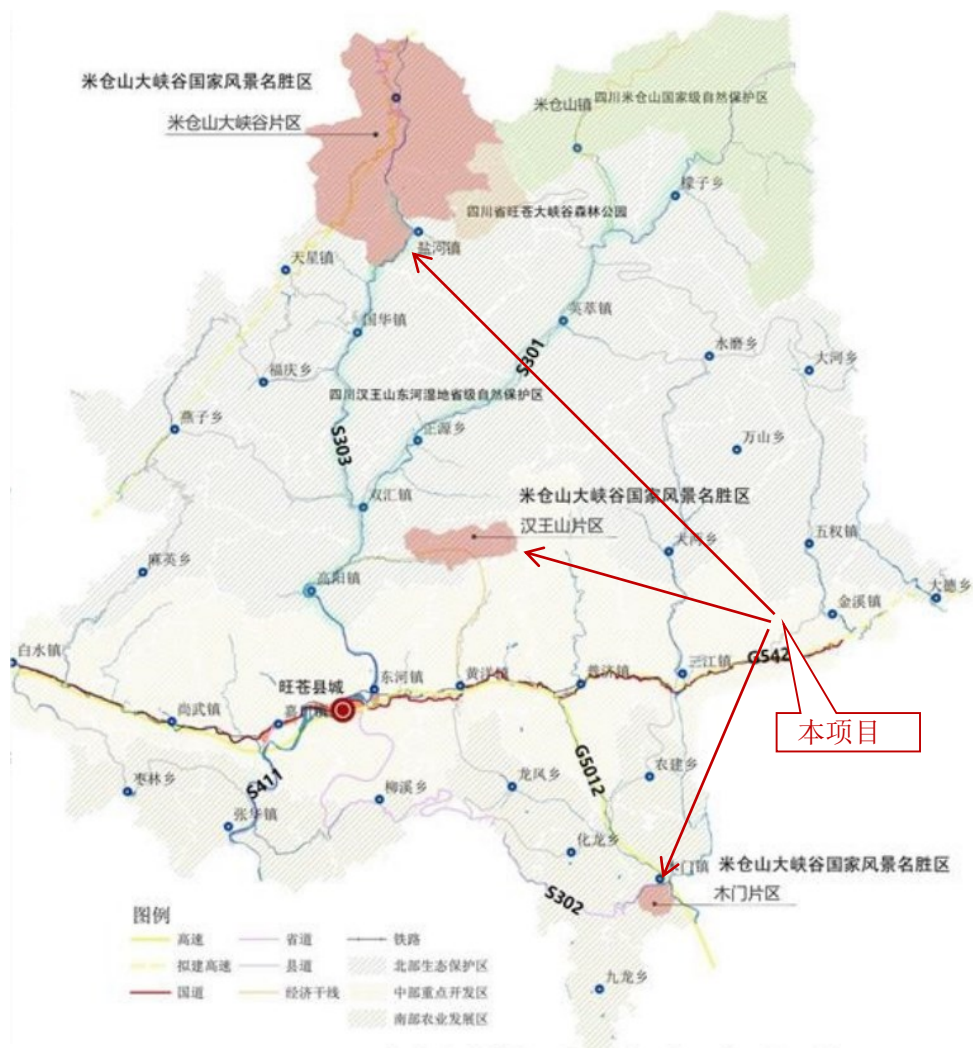 米仓山大峡谷国家风景名胜区
米仓山大峡谷片区
米仓山镇
四川米仓山国家级自然保护区
檬子乡
四川省旺苍大峡谷森林公园
盐河镇
天星镇
国华镇
英萃镇
水磨乡
大河乡
福庆乡
S301
四川汉王山东河湿地省级自然保护区
燕子乡
正源乡
S303
万山乡
双汇镇
米仓山大峡谷国家风景名胜区
汉王山片区
五权镇
大两乡
麻英乡
高阳镇
大德乡
金溪镇
白水镇
G542
三江镇
普济镇
黄洋镇
东河镇
旺苍县城
嘉川镇
尚武镇
本项目
枣林乡
S411
柳溪乡
龙凤乡
G5012
农建乡
张华镇
化龙乡
木门镇
米仓山大峡谷国家风景名胜区
木门片区
S302
九龙乡
图例
高速
省道
铁路
拟建高速
县道
北部生态保护区
国道
经济干线
中部重点开发区
南部农业发展区